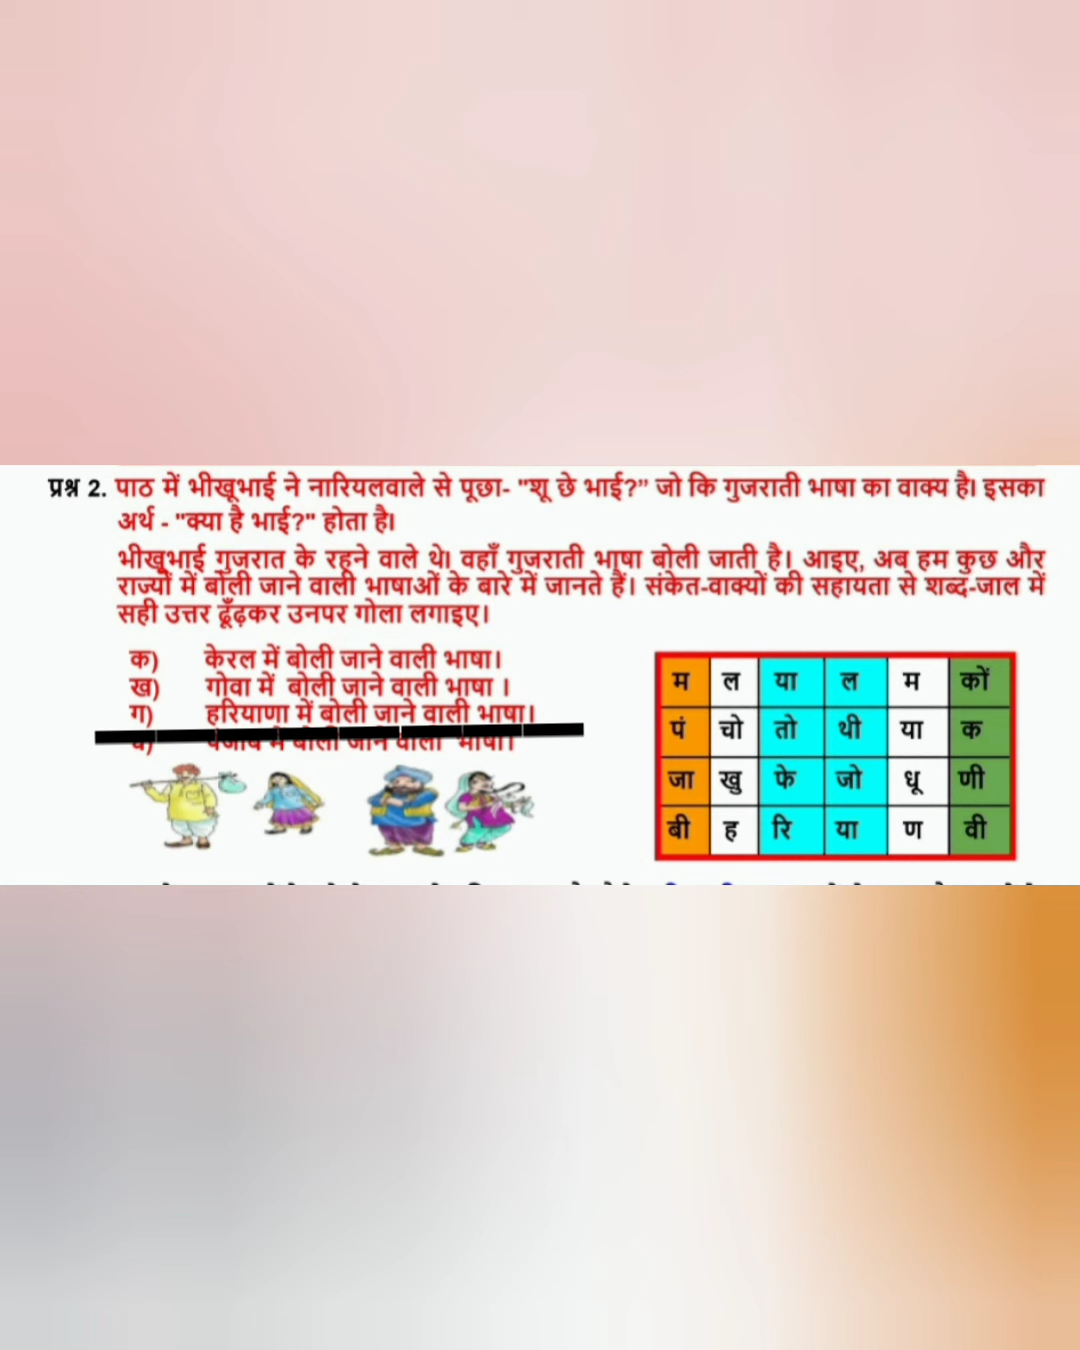 प्रश्न 2. पाठ में भीखूभाई ने नारियलवाले से पूछा- "शू छे भाई?" जो कि गुजराती भाषा का वाक्य है। इसका
अर्थ - "क्या है भाई?" होता है।
भीखूभाई गुजरात के रहने वाले थे। वहाँ गुजराती भाषा बोली जाती है। आइए, अब हम कुछ और
राज्यों में बोली जाने वाली भाषाओं के बारे में जानते हैं। संकेत-वाक्यों की सहायता से शब्द-जाल में
सही उत्तर ढूँढ़कर उनपर गोला लगाइए।
क) केरल में बोली जाने वाली भाषा।
ख) गोवा में बोली जाने वाली भाषा ।
ग) हरियाणा में बोली जाने वाली भाषा।
में बोली जाने वाली भाषा।
म ल या ल म कों
पं चो तो थी या क
जा खु फे जो धू णी
बी ह रि या ण वी